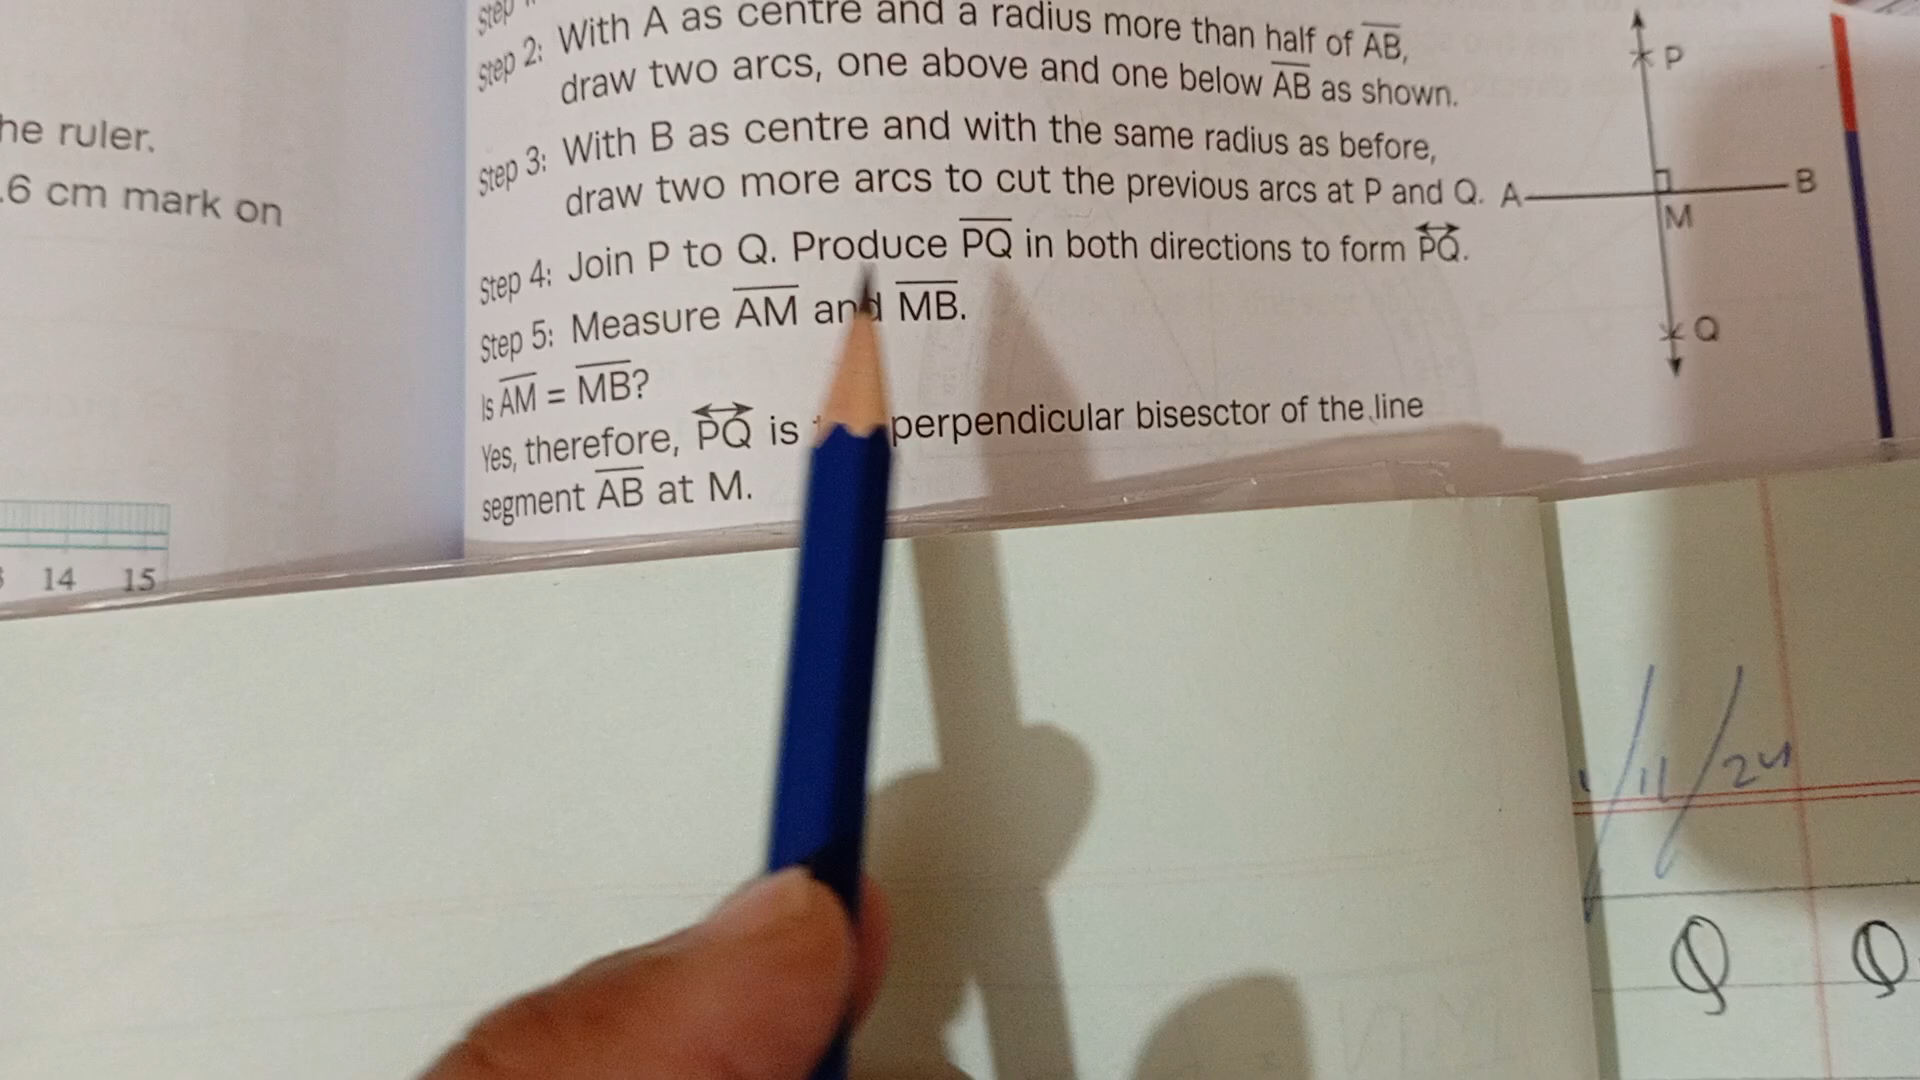 he ruler.
.6 cm mark on
14 15
Step
Step 2: With A as centre and a radius more than half of AB,
draw two arcs, one above and one below AB as shown.
Step 3: With B as centre and with the same radius as before,
draw two more arcs to cut the previous arcs at P and Q.
Step 4: Join P to Q. Produce PQ in both directions to form PQ.
Step 5: Measure AM and MB.
Is AM = MB?
Yes, therefore, PQ is perpendicular bisesctor of the line
segment AB at M.
P
A B
M
Q
/11/24
Q Q